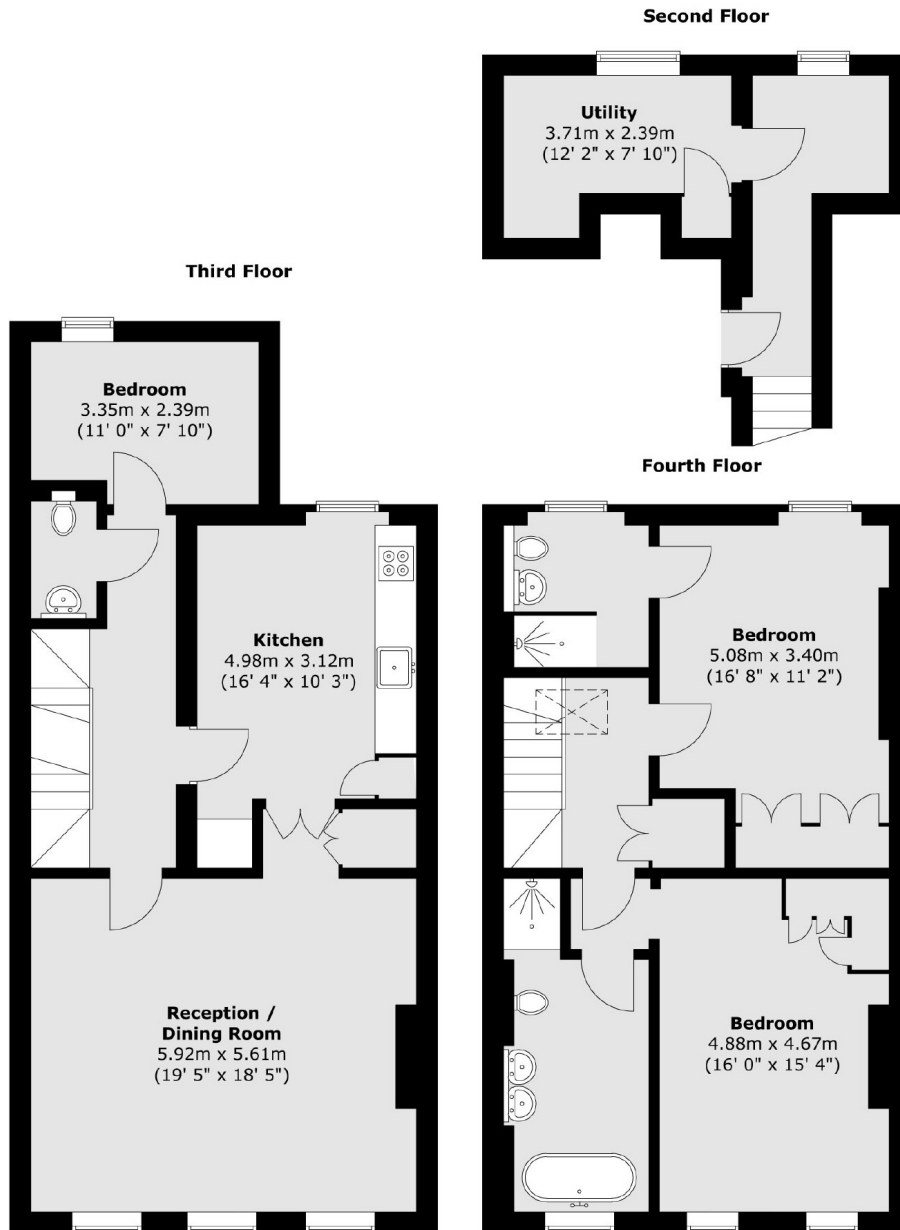 Second Floor
Utility
3.71m x 2.39m
(12' 2" x 7' 10")
Third Floor
Bedroom
3.35m x 2.39m
(11' 0" x 7' 10")
Kitchen
4.98m x 3.12m
(16' 4" x 10' 3")
Reception /
Dining Room
5.92m x 5.61m
(19' 5" x 18' 5")
Fourth Floor
Bedroom
5.08m x 3.40m
(16' 8" x 11' 2")
Bedroom
4.88m x 4.67m
(16' 0" x 15' 4")